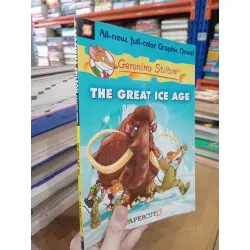 All-new, full-color Graphic Novel
Geronimo Stilton
THE GREAT ICE AGE
PAPERCUTZ